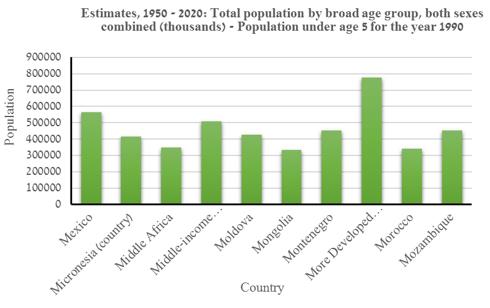 Estimates, 1950 - 2020: Total population by broad age group, both sexes
combined (thousands) - Population under age 5 for the year 1990
900000
800000
700000
600000
500000
400000
300000
200000
100000
0
Population
Mexico
Micronesia (country)
Middle Africa
Middle-income…
Moldova
Mongolia
Montenegro
More Developed…
Morocco
Mozambique
Country